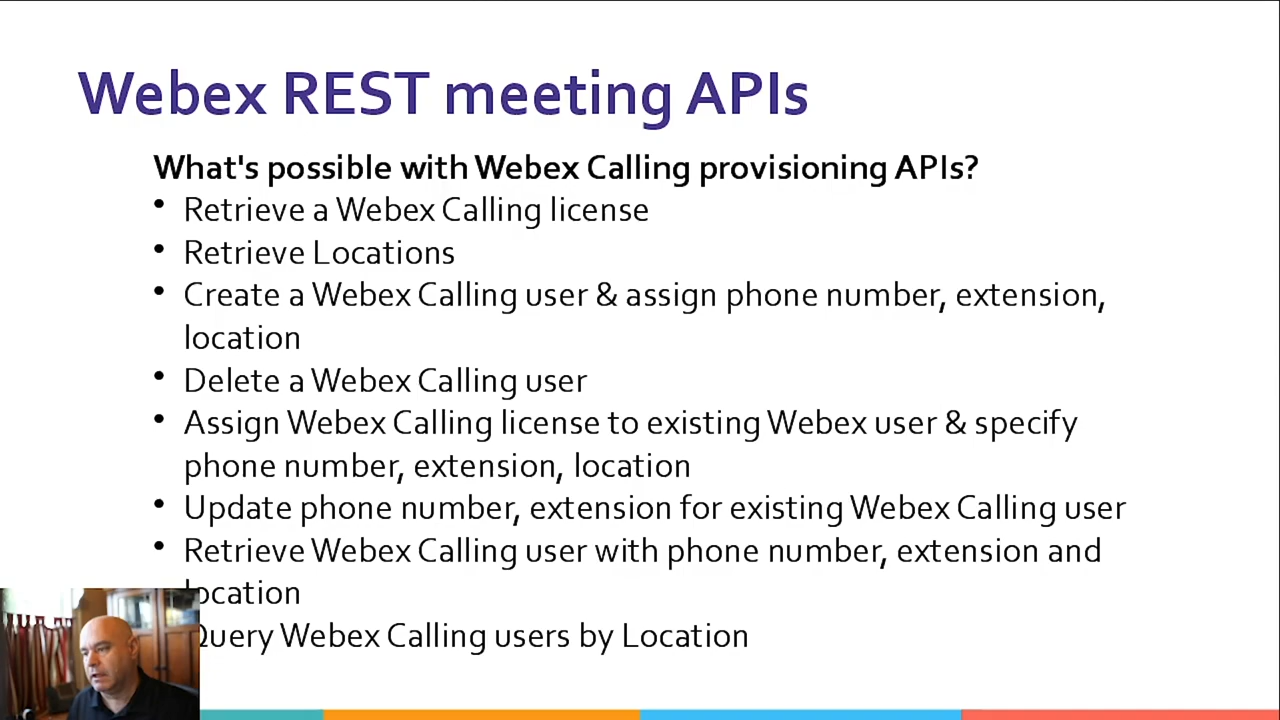 Webex REST meeting APIs
What's possible with Webex Calling provisioning APIs?
• Retrieve a Webex Calling license
• Retrieve Locations
• Create a Webex Calling user & assign phone number, extension,
location
• Delete a Webex Calling user
• Assign Webex Calling license to existing Webex user & specify
phone number, extension, location
• Update phone number, extension for existing Webex Calling user
• Retrieve Webex Calling user with phone number, extension and
location
Query Webex Calling users by Location